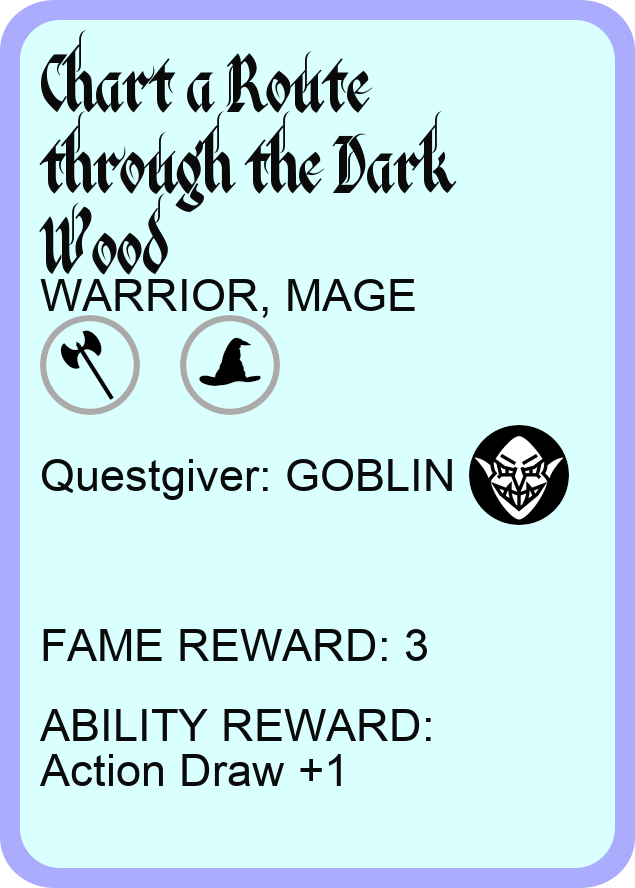 Chart a Route
through the Dark
Wood
WARRIOR, MAGE
Questgiver: GOBLIN
FAME REWARD: 3
ABILITY REWARD:
Action Draw +1